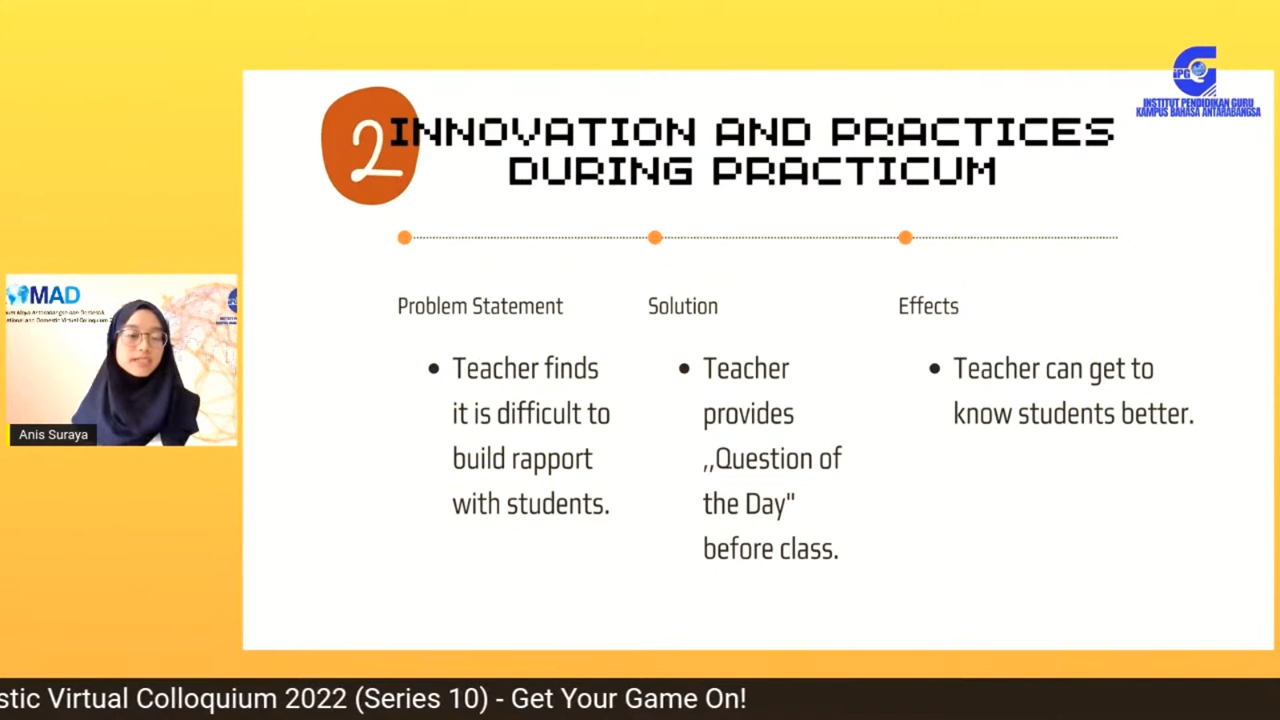 iPG
INSTITUT PENDIDIKAN GURU
KAMPUS BAHASA ANTARABANGSA
2
INNOVATION AND PRACTICES
DURING PRACTICUM
Problem Statement
• Teacher finds
it is difficult to
build rapport
with students.
Solution
• Teacher
provides
,,Question of
the Day"
before class.
Effects
• Teacher can get to
know students better.
MAD
Anis Suraya
stic Virtual Colloquium 2022 (Series 10) - Get Your Game On!